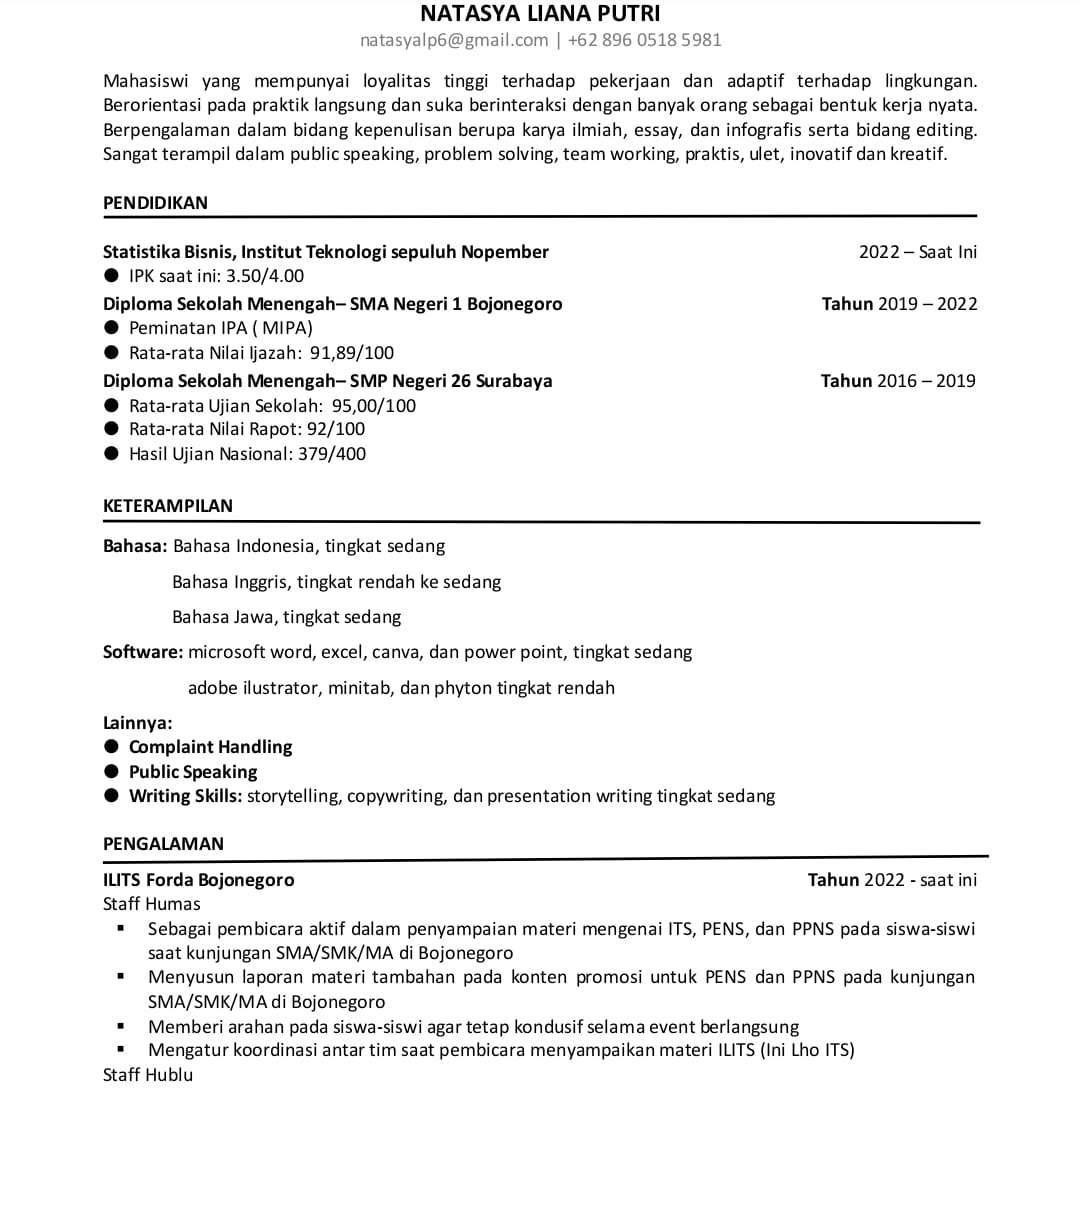 NATASYA LIANA PUTRI
natasyalp6@gmail.com | +62 896 0518 5981
Mahasiswi yang mempunyai loyalitas tinggi terhadap pekerjaan dan adaptif terhadap lingkungan.
Berorientasi pada praktik langsung dan suka berinteraksi dengan banyak orang sebagai bentuk kerja nyata.
Berpengalaman dalam bidang kepenulisan berupa karya ilmiah, essay, dan infografis serta bidang editing.
Sangat terampil dalam public speaking, problem solving, team working, praktis, ulet, inovatif dan kreatif.
PENDIDIKAN
Statistika Bisnis, Institut Teknologi sepuluh Nopember 2022 – Saat Ini
● IPK saat ini: 3.50/4.00
Diploma Sekolah Menengah– SMA Negeri 1 Bojonegoro Tahun 2019 – 2022
● Peminatan IPA ( MIPA)
● Rata-rata Nilai Ijazah: 91,89/100
Diploma Sekolah Menengah– SMP Negeri 26 Surabaya Tahun 2016 – 2019
● Rata-rata Ujian Sekolah: 95,00/100
● Rata-rata Nilai Rapot: 92/100
● Hasil Ujian Nasional: 379/400
KETERAMPILAN
Bahasa: Bahasa Indonesia, tingkat sedang
Bahasa Inggris, tingkat rendah ke sedang
Bahasa Jawa, tingkat sedang
Software: microsoft word, excel, canva, dan power point, tingkat sedang
adobe ilustrator, minitab, dan phyton tingkat rendah
Lainnya:
● Complaint Handling
● Public Speaking
● Writing Skills: storytelling, copywriting, dan presentation writing tingkat sedang
PENGALAMAN
ILITS Forda Bojonegoro Tahun 2022 - saat ini
Staff Humas
▪ Sebagai pembicara aktif dalam penyampaian materi mengenai ITS, PENS, dan PPNS pada siswa-siswi
saat kunjungan SMA/SMK/MA di Bojonegoro
▪ Menyusun laporan materi tambahan pada konten promosi untuk PENS dan PPNS pada kunjungan
SMA/SMK/MA di Bojonegoro
▪ Memberi arahan pada siswa-siswi agar tetap kondusif selama event berlangsung
▪ Mengatur koordinasi antar tim saat pembicara menyampaikan materi ILITS (Ini Lho ITS)
Staff Hublu